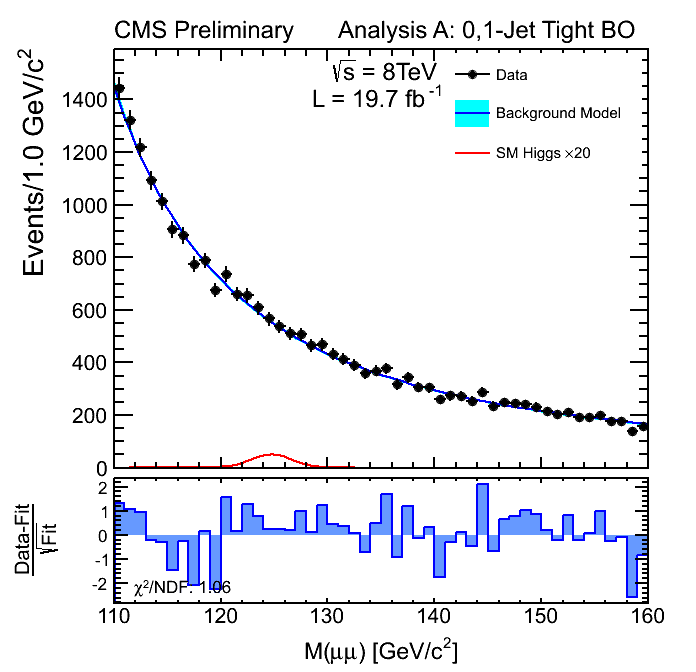 CMS Preliminary
Analysis A: 0,1-Jet Tight BO
√s = 8TeV
L = 19.7 fb⁻¹
Data
Background Model
SM Higgs ×20
Events/1.0 GeV/c²
1400
1200
1000
800
600
400
200
0
Data-Fit
√Fit
2
1
0
-1
-2
χ²/NDF: 1.06
110
120
130
140
150
160
M(μμ) [GeV/c²]